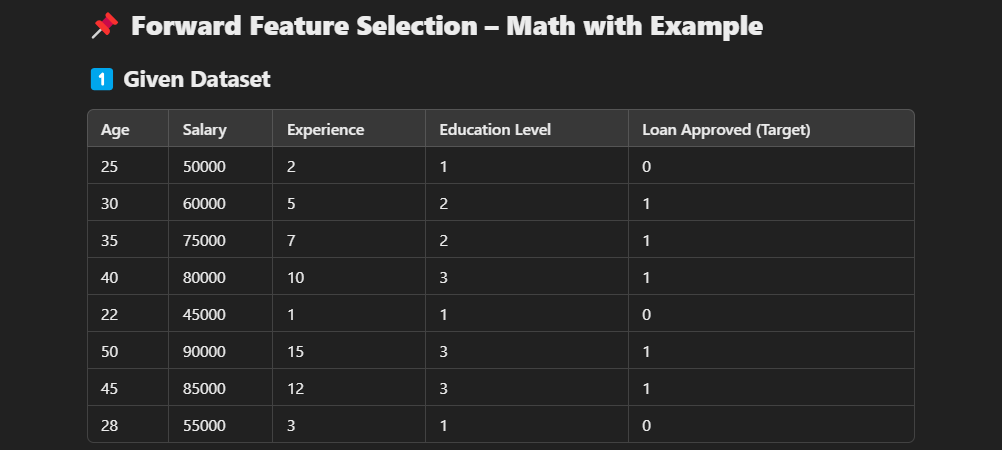 📌 Forward Feature Selection – Math with Example
1 Given Dataset
Age Salary Experience Education Level Loan Approved (Target)
25 50000 2 1 0
30 60000 5 2 1
35 75000 7 2 1
40 80000 10 3 1
22 45000 1 1 0
50 90000 15 3 1
45 85000 12 3 1
28 55000 3 1 0